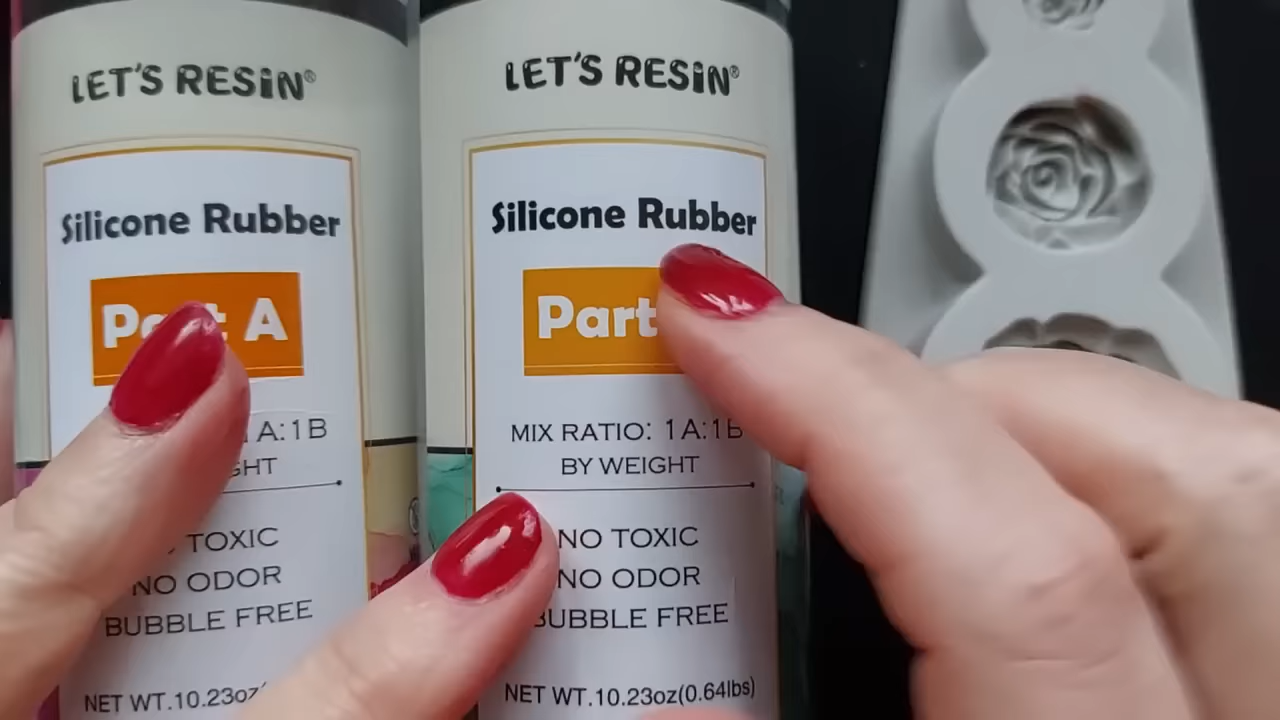 LET'S RESIN®
Silicone Rubber
Part A
1A:1B
NO TOXIC
NO ODOR
BUBBLE FREE
NET WT.10.23oz
LET'S RESIN®
Silicone Rubber
Part
MIX RATIO: 1A:1B
BY WEIGHT
NO TOXIC
NO ODOR
BUBBLE FREE
NET WT.10.23oz(0.64lbs)